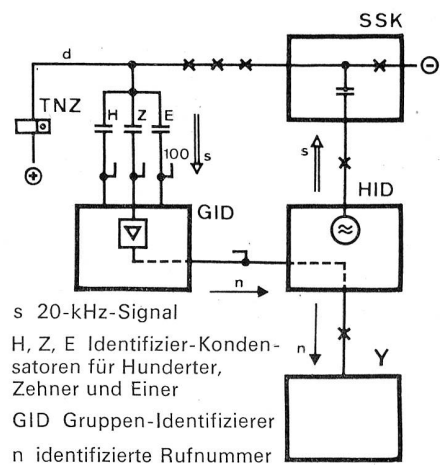 SSK
d
⊖
TNZ
H Z E
100
s
s
⊕
HID
GID
n
n
Y
s 20-kHz-Signal
H, Z, E Identifizier-Konden-
satoren für Hunderter,
Zehner und Einer
GID Gruppen-Identifizierer
n identifizierte Rufnummer